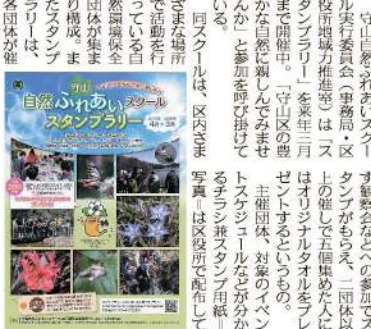 守山自然ふれあいスク
ール実行委員会（事務局・区
役所地域力推進室）は「ス
タンプラリー」を来年三月
まで開催中。「守山区の豊
かな自然に親しんでみませ
んか」と参加を呼び掛けて
いる。
同スクールは、区内さま
ざまな場所
で活動を行
っている自
然環境保全
団体が集ま
り構成。ま
たスタンプ
ラリーは、
各団体が催
す観察会などへの参加でス
タンプがもらえ、二団体以
上の催しで五個集めた人に
はオリジナルタオルをプレ
ゼントするというもの。
主催団体、対象のイベン
トスケジュールなどが分か
るチラシ兼スタンプ用紙＝
写真＝は区役所で配布して
守山
自然ふれあいスクール
スタンプラリー